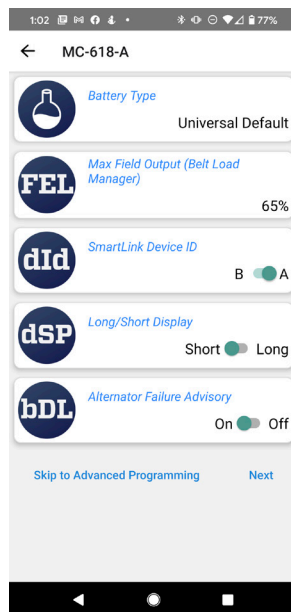 1:02 77%
MC-618-A
Battery Type
Universal Default
FEL
Max Field Output (Belt Load
Manager)
65%
dId
SmartLink Device ID
B A
dSP
Long/Short Display
Short Long
bDL
Alternator Failure Advisory
On Off
Skip to Advanced Programming Next